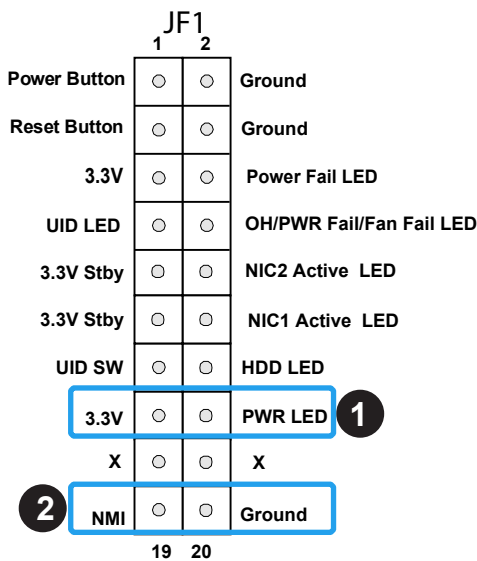 JF1
1 2
Power Button Ground
Reset Button Ground
3.3V Power Fail LED
UID LED OH/PWR Fail/Fan Fail LED
3.3V Stby NIC2 Active LED
3.3V Stby NIC1 Active LED
UID SW HDD LED
3.3V PWR LED 1
X X
2 NMI Ground
19 20